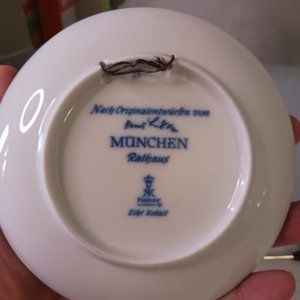 Nach Originalentwürfen von
MÜNCHEN
Rathaus
Echt Kobalt